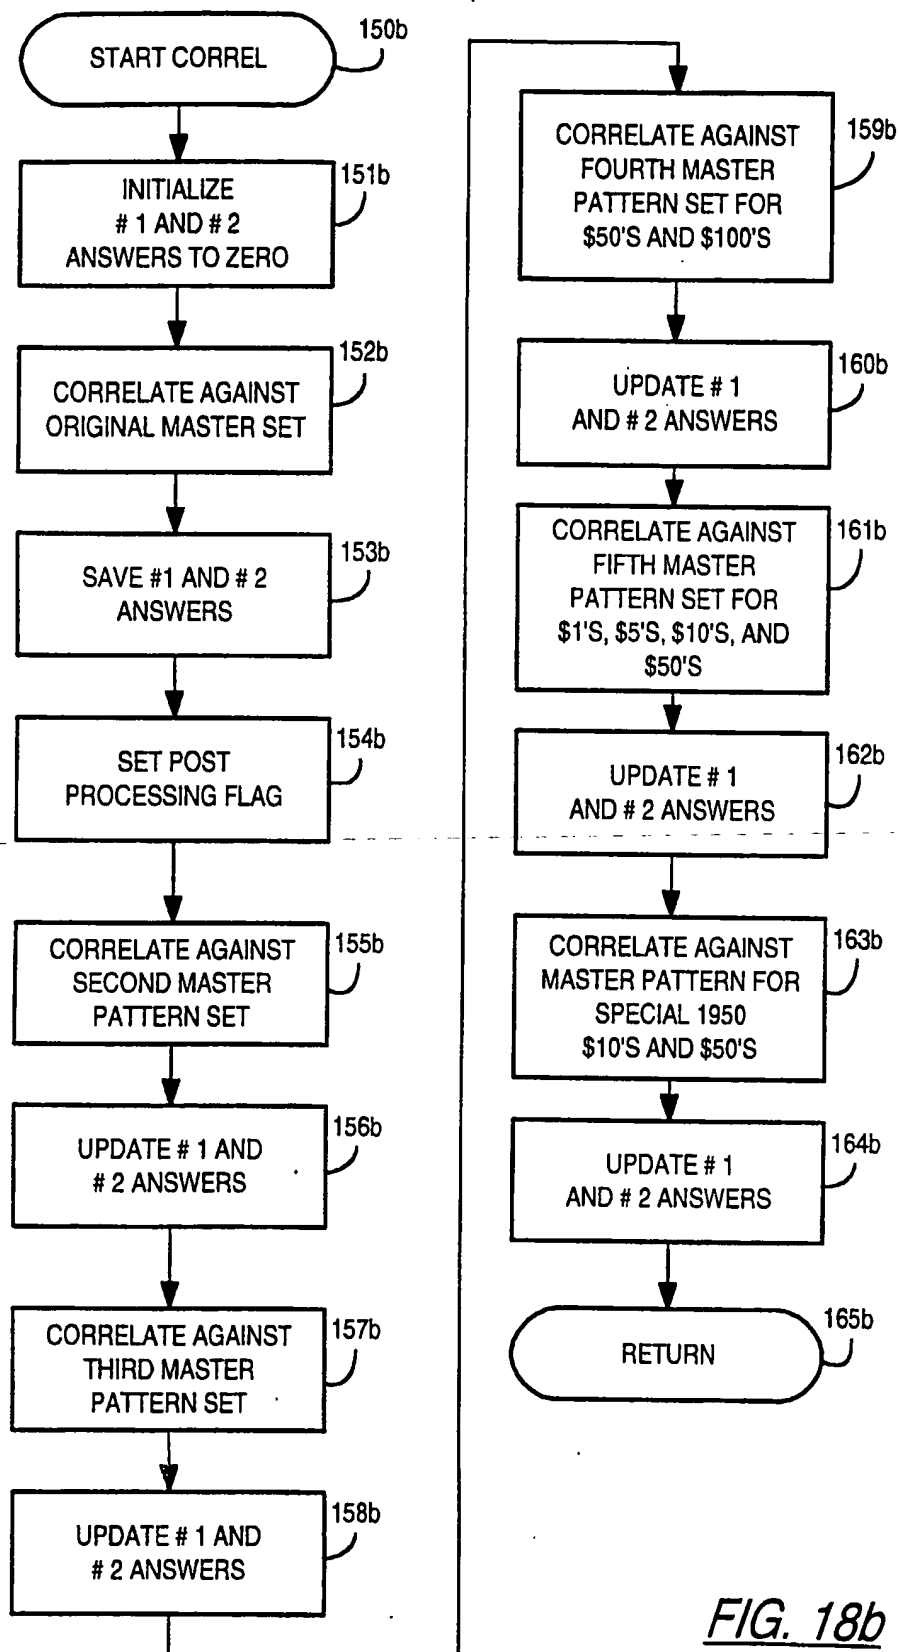 START CORREL
150b
INITIALIZE
# 1 AND # 2
ANSWERS TO ZERO
151b
CORRELATE AGAINST
ORIGINAL MASTER SET
152b
SAVE #1 AND # 2
ANSWERS
153b
SET POST
PROCESSING FLAG
154b
CORRELATE AGAINST
SECOND MASTER
PATTERN SET
155b
UPDATE # 1 AND
# 2 ANSWERS
156b
CORRELATE AGAINST
THIRD MASTER
PATTERN SET
157b
UPDATE # 1 AND
# 2 ANSWERS
158b
CORRELATE AGAINST
FOURTH MASTER
PATTERN SET FOR
$50'S AND $100'S
159b
UPDATE # 1
AND # 2 ANSWERS
160b
CORRELATE AGAINST
FIFTH MASTER
PATTERN SET FOR
$1'S, $5'S, $10'S, AND
$50'S
161b
UPDATE # 1
AND # 2 ANSWERS
162b
CORRELATE AGAINST
MASTER PATTERN FOR
SPECIAL 1950
$10'S AND $50'S
163b
UPDATE # 1
AND # 2 ANSWERS
164b
RETURN
165b
FIG. 18b